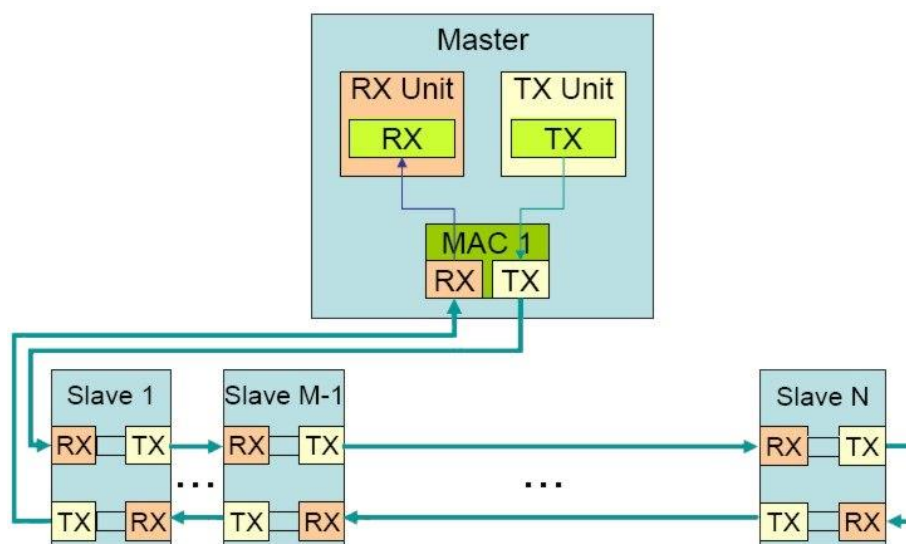 Master
RX Unit TX Unit
RX TX
MAC 1
RX TX
Slave 1 Slave M-1 Slave N
RX TX RX TX RX TX
... ...
TX RX TX RX TX RX